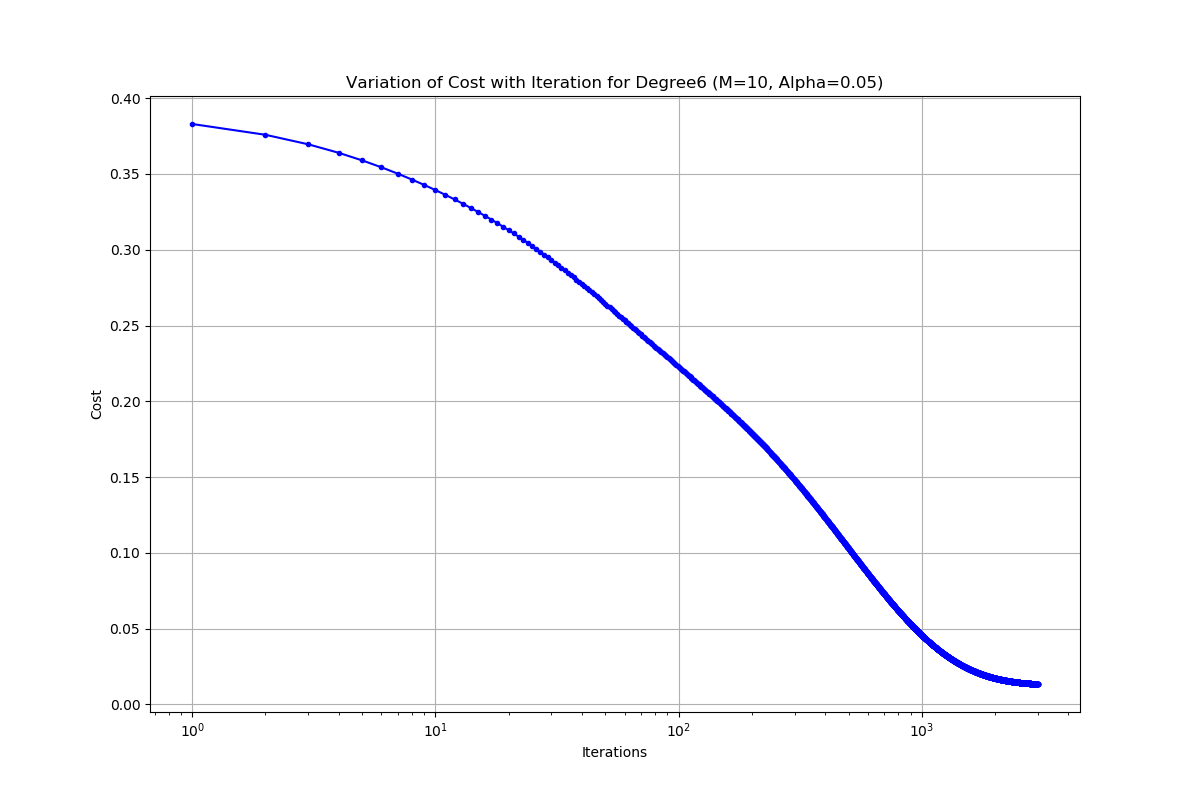 Variation of Cost with Iteration for Degree6 (M=10, Alpha=0.05)
0.40
0.35
0.30
0.25
0.20
0.15
0.10
0.05
0.00
Cost
10⁰ 10¹ 10² 10³
Iterations